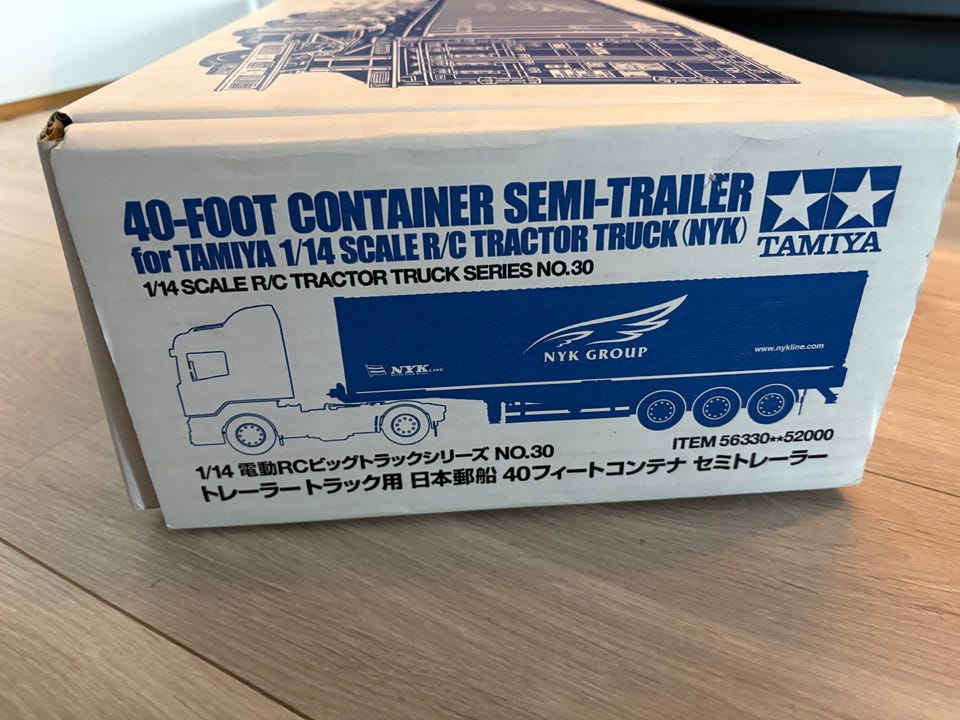 40-FOOT CONTAINER SEMI-TRAILER
for TAMIYA 1/14 SCALE R/C TRACTOR TRUCK (NYK)
TAMIYA
1/14 SCALE R/C TRACTOR TRUCK SERIES NO.30
NYK GROUP
www.nykline.com
NYK LINE
ITEM 56330**52000
1/14 電動RCビッグトラックシリーズ NO.30
トレーラートラック用 日本郵船 40フィートコンテナ セミトレーラー